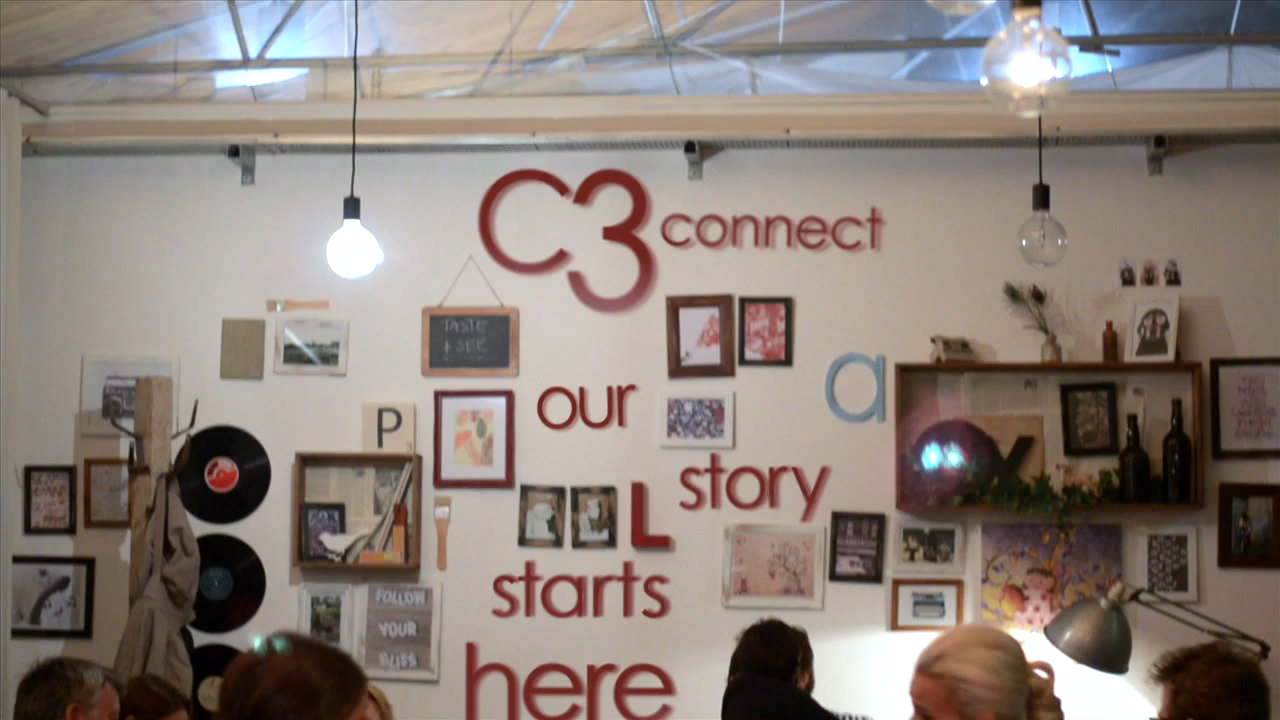 C3 connect
TASTE
& SEE
our
a
P
story
L
starts
FOLLOW
YOUR
BLISS
here